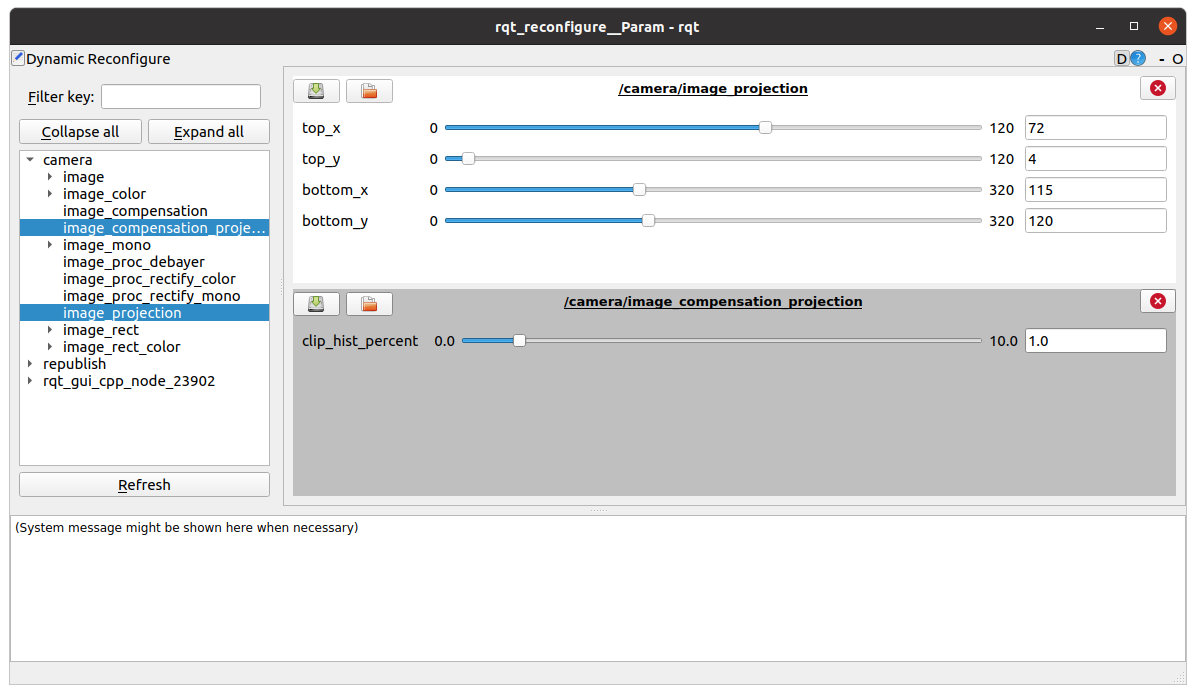 rqt_reconfigure__Param - rqt
Dynamic Reconfigure
D ? - O
Filter key:
Collapse all
Expand all
camera
image
image_color
image_compensation
image_compensation_proje...
image_mono
image_proc_debayer
image_proc_rectify_color
image_proc_rectify_mono
image_projection
image_rect
image_rect_color
republish
rqt_gui_cpp_node_23902
Refresh
/camera/image_projection
top_x 0 120 72
top_y 0 120 4
bottom_x 0 320 115
bottom_y 0 320 120
/camera/image_compensation_projection
clip_hist_percent 0.0 10.0 1.0
(System message might be shown here when necessary)